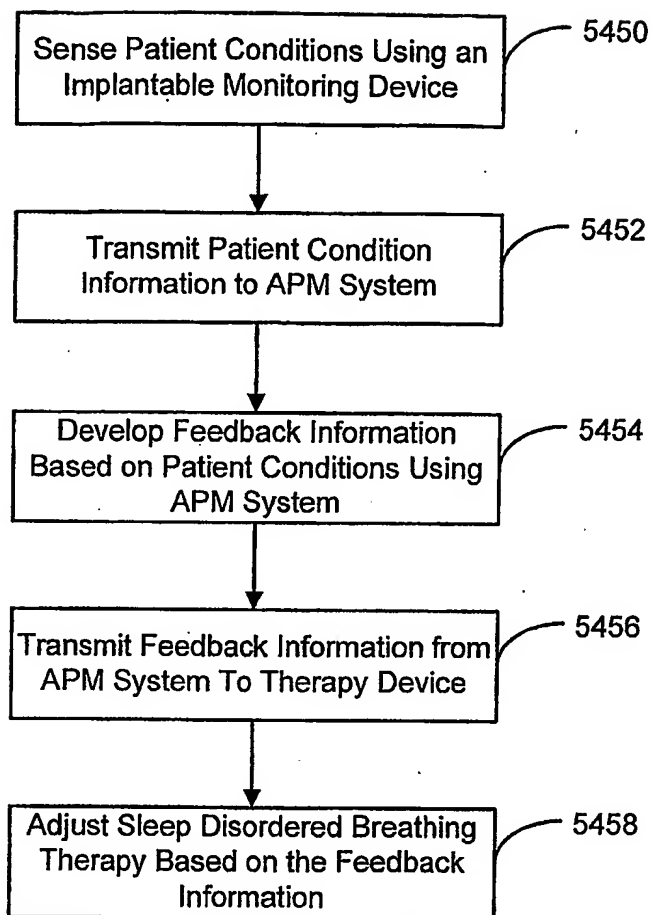 Sense Patient Conditions Using an
Implantable Monitoring Device
5450
Transmit Patient Condition
Information to APM System
5452
Develop Feedback Information
Based on Patient Conditions Using
APM System
5454
Transmit Feedback Information from
APM System To Therapy Device
5456
Adjust Sleep Disordered Breathing
Therapy Based on the Feedback
Information
5458